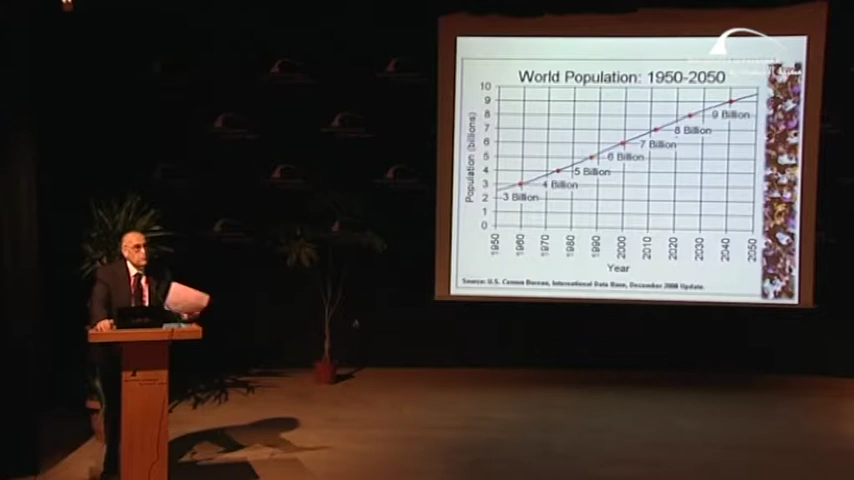 World Population: 1950-2050
10
9
8
7
6
5
4
3
2
1
0
Population (billions)
3 Billion
4 Billion
5 Billion
6 Billion
7 Billion
8 Billion
9 Billion
1950
1960
1970
1980
1990
2000
2010
2020
2030
2040
2050
Year
Source: U.S. Census Bureau, International Data Base, December 2008 Update.